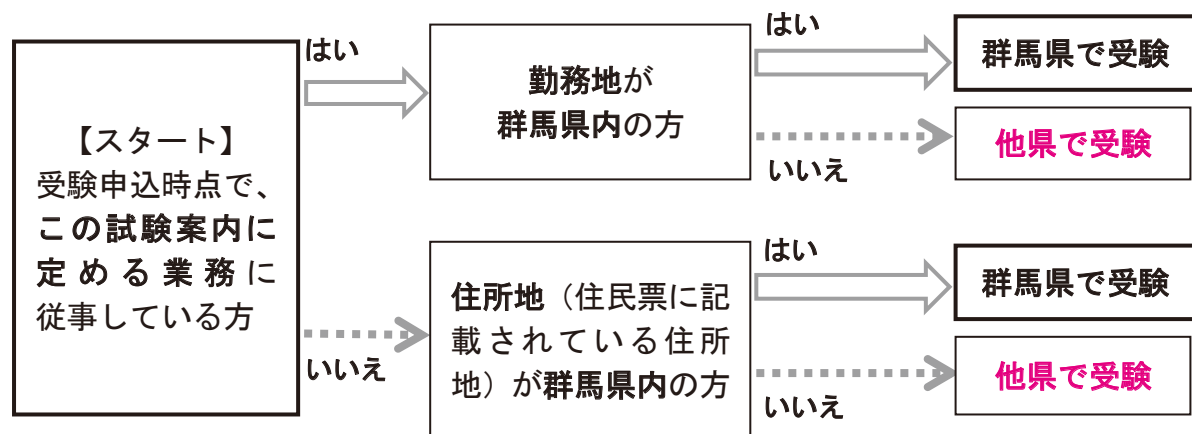 【スタート】
受験申込時点で、
この試験案内に
定める業務に
従事している方
はい
勤務地が
群馬県内の方
はい
群馬県で受験
いいえ
他県で受験
いいえ
住所地（住民票に記
載されている住所
地）が群馬県内の方
はい
群馬県で受験
いいえ
他県で受験